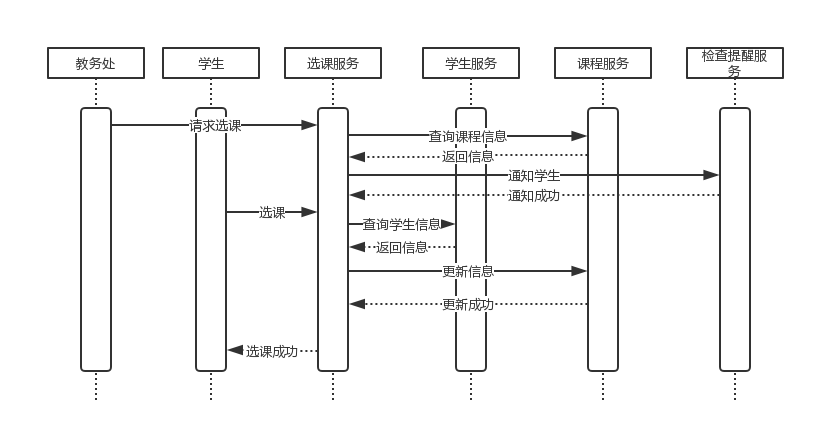 教务处
学生
选课服务
学生服务
课程服务
检查提醒服
务
请求选课
查询课程信息
返回信息
通知学生
通知成功
选课
查询学生信息
返回信息
更新信息
更新成功
选课成功